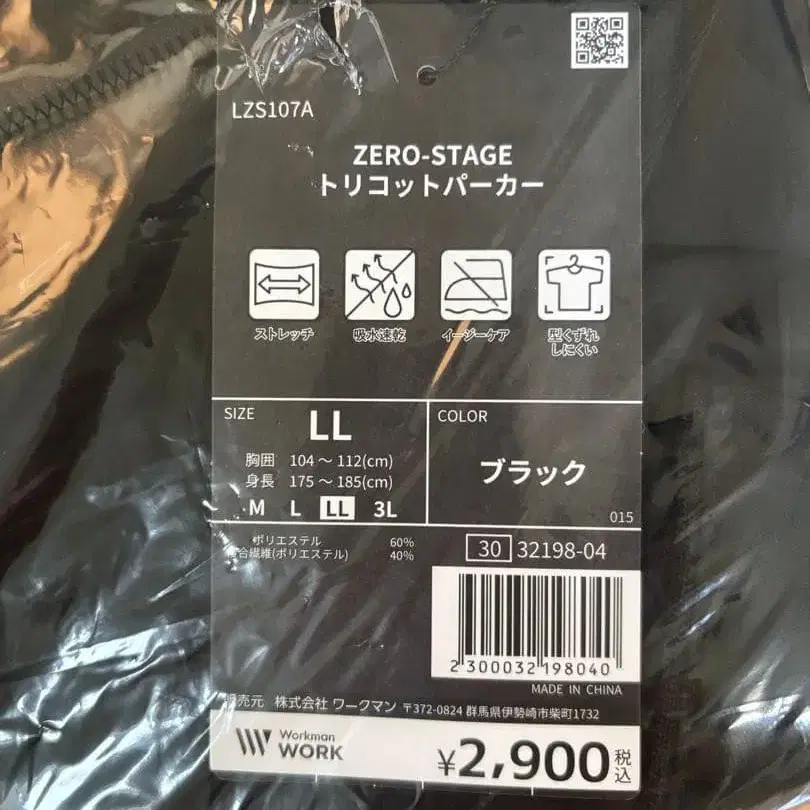 LZS107A
ZERO-STAGE
トリコットパーカー
ストレッチ 吸水速乾 イージーケア 型くずれ
しにくい
SIZE
LL
胸囲 104～112(cm)
身長 175～185(cm)
M L LL 3L
COLOR
ブラック
015
ポリエステル 60%
複合繊維(ポリエステル) 40%
30 32198-04
2300032198040
MADE IN CHINA
販売元 株式会社 ワークマン 〒372-0824 群馬県伊勢崎市柴町1732
Workman
WORK
¥2,900税込